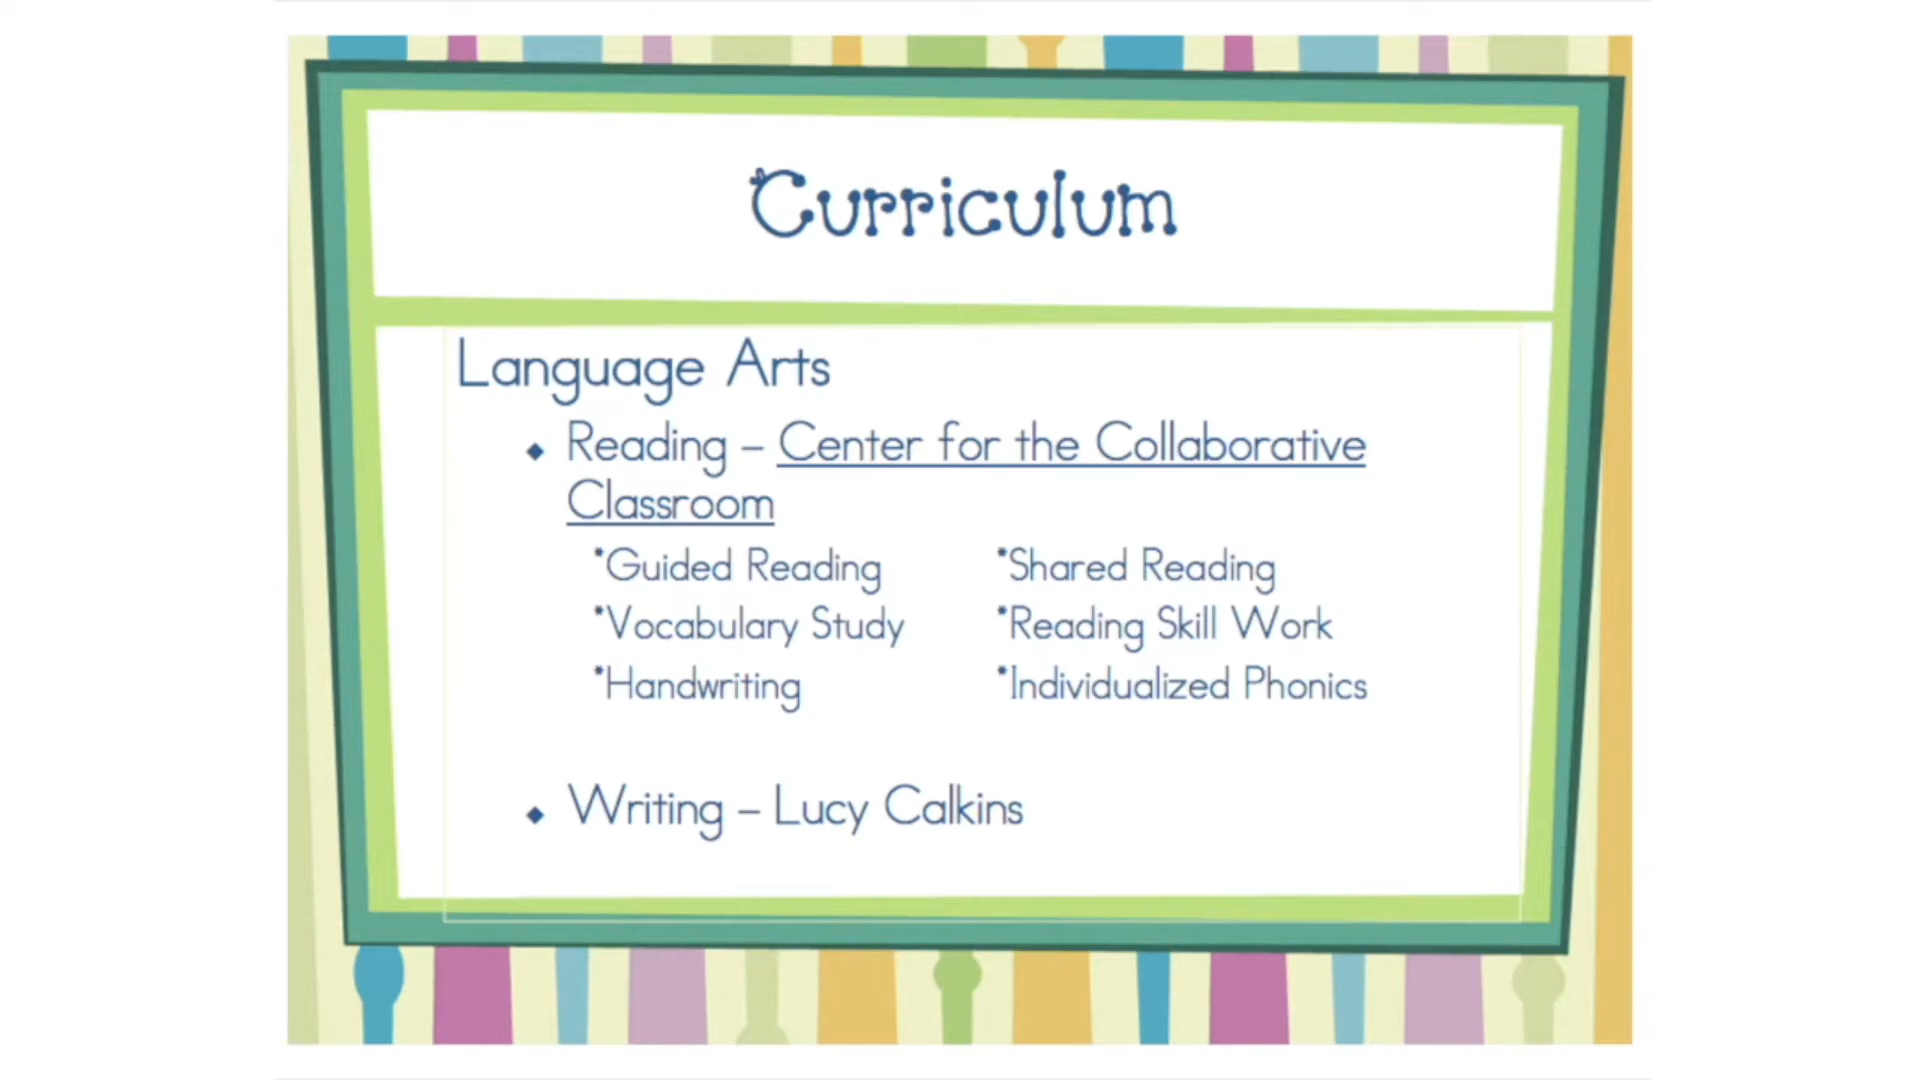 Curriculum
Language Arts
◆ Reading – Center for the Collaborative
Classroom
*Guided Reading *Shared Reading
*Vocabulary Study *Reading Skill Work
*Handwriting *Individualized Phonics
◆ Writing – Lucy Calkins